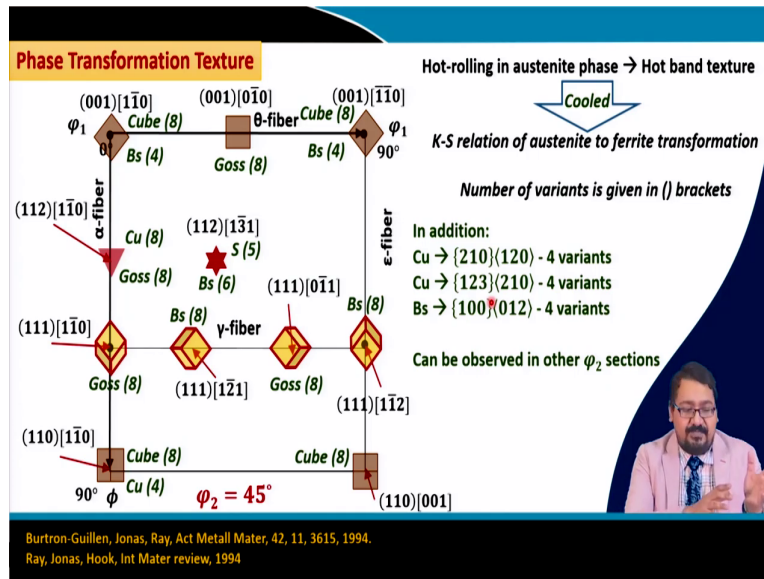 Phase Transformation Texture
Hot-rolling in austenite phase → Hot band texture
Cooled
K-S relation of austenite to ferrite transformation
Number of variants is given in () brackets
In addition:
Cu → {210}⟨120⟩ - 4 variants
Cu → {123}⟨210⟩ - 4 variants
Bs → {100}⟨012⟩ - 4 variants
Can be observed in other φ₂ sections
(001)[11̅0]
(001)[01̅0]
(001)[1̅1̅0]
φ₁
Cube (8)
θ-fiber
Cube (8)
φ₁
0°
Bs (4)
Goss (8)
Bs (4)
90°
α-fiber
ε-fiber
(112)[11̅0]
(112)[13̅1]
Cu (8)
S (5)
Goss (8)
Bs (6)
(111)[01̅1]
Bs (8)
Bs (8)
(111)[11̅0]
γ-fiber
Goss (8)
(111)[12̅1]
Goss (8)
(111)[11̅2]
(110)[11̅0]
Cube (8)
Cube (8)
Cu (4)
90° ϕ
φ₂ = 45°
(110)[001]
Burtron-Guillen, Jonas, Ray, Act Metall Mater, 42, 11, 3615, 1994.
Ray, Jonas, Hook, Int Mater review, 1994